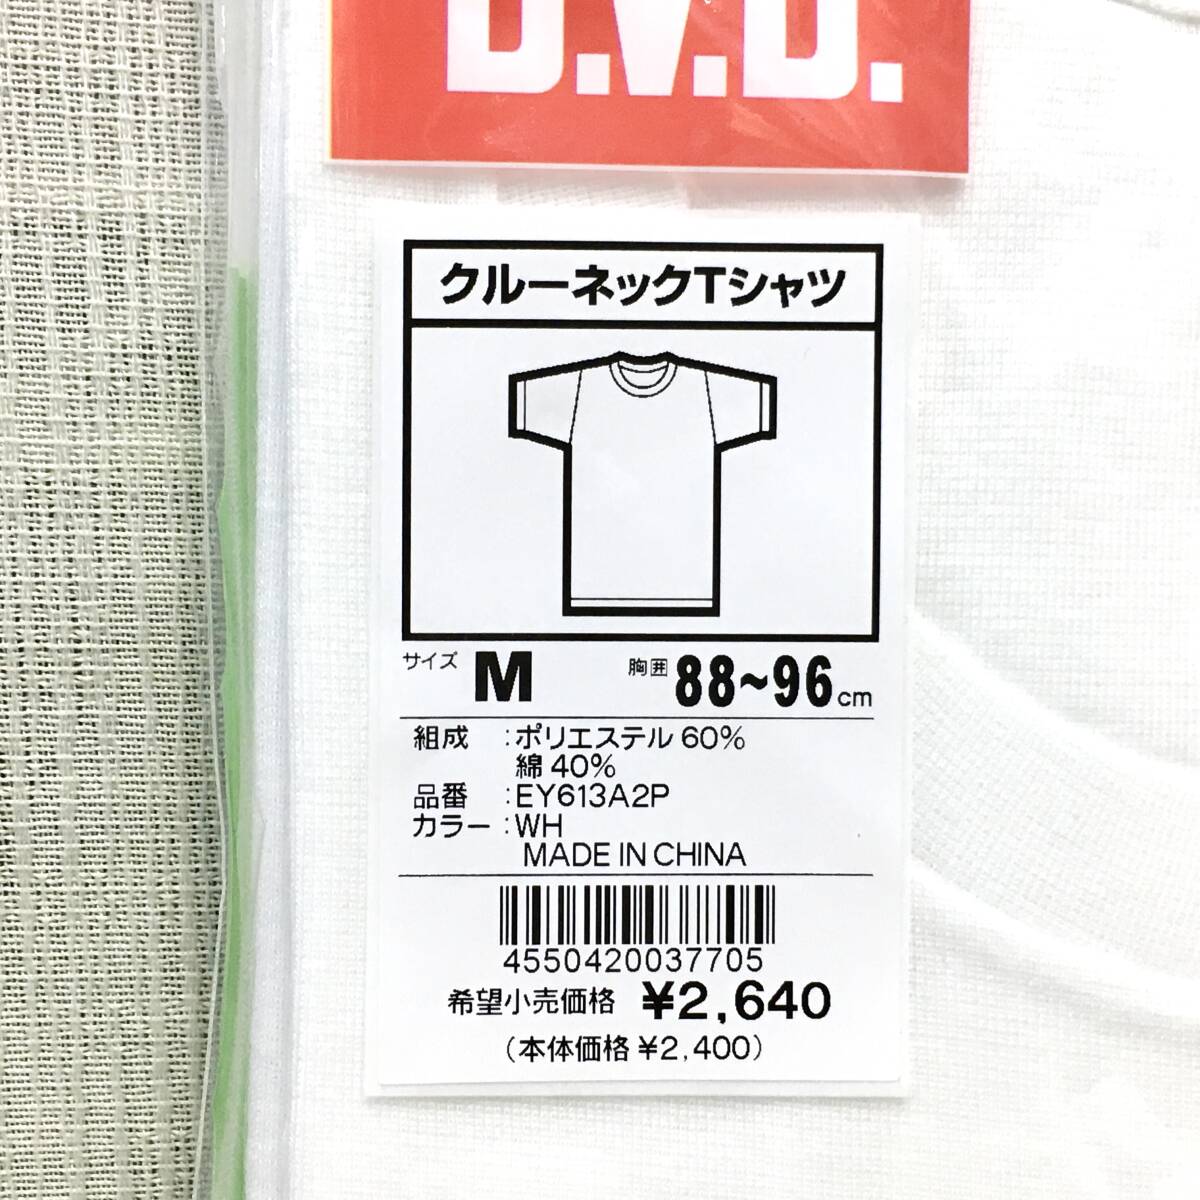 B.V.D.
クルーネックTシャツ
サイズ M 胸囲 88~96cm
組成 :ポリエステル 60%
綿 40%
品番 :EY613A2P
カラー:WH
MADE IN CHINA
4550420037705
希望小売価格 ¥2,640
(本体価格 ¥2,400)